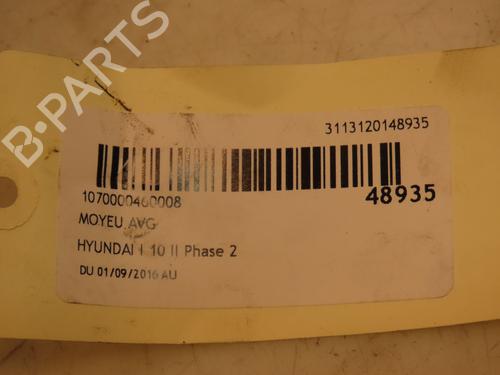 B-PARTS
3113120148935
1070000460008
48935
MOYEU AVG
HYUNDAI I 10 II Phase 2
DU 01/09/2016 AU